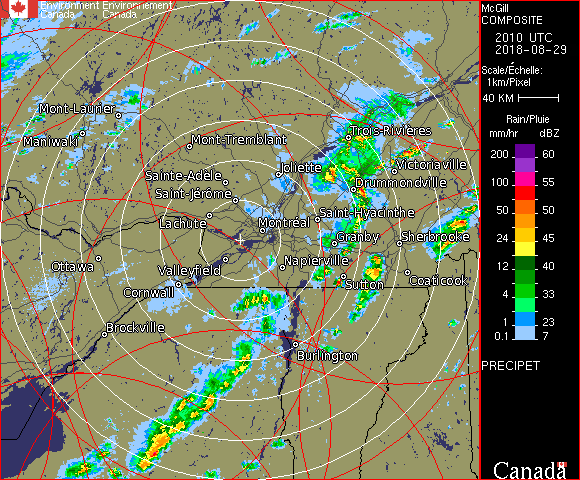 Environment Environnement
Canada Canada
Mont-Laurier
Maniwaki
Mont-Tremblant
Trois-Rivières
Joliette
Victoriaville
Sainte-Adèle
Drummondville
Saint-Jérôme
Saint-Hyacinthe
Lachute
Montréal
Granby
Sherbrooke
Ottawa
Valleyfield
Napierville
Cornwall
Sutton
Coaticook
Brockville
Burlington
McGill
COMPOSITE
2010 UTC
2018-08-29
Scale/Échelle:
1km/Pixel
40 KM
Rain/Pluie
mm/hr dBZ
200 60
100 55
50 50
24 45
12 40
4 33
1 23
0.1 7
PRECIPET
Canada